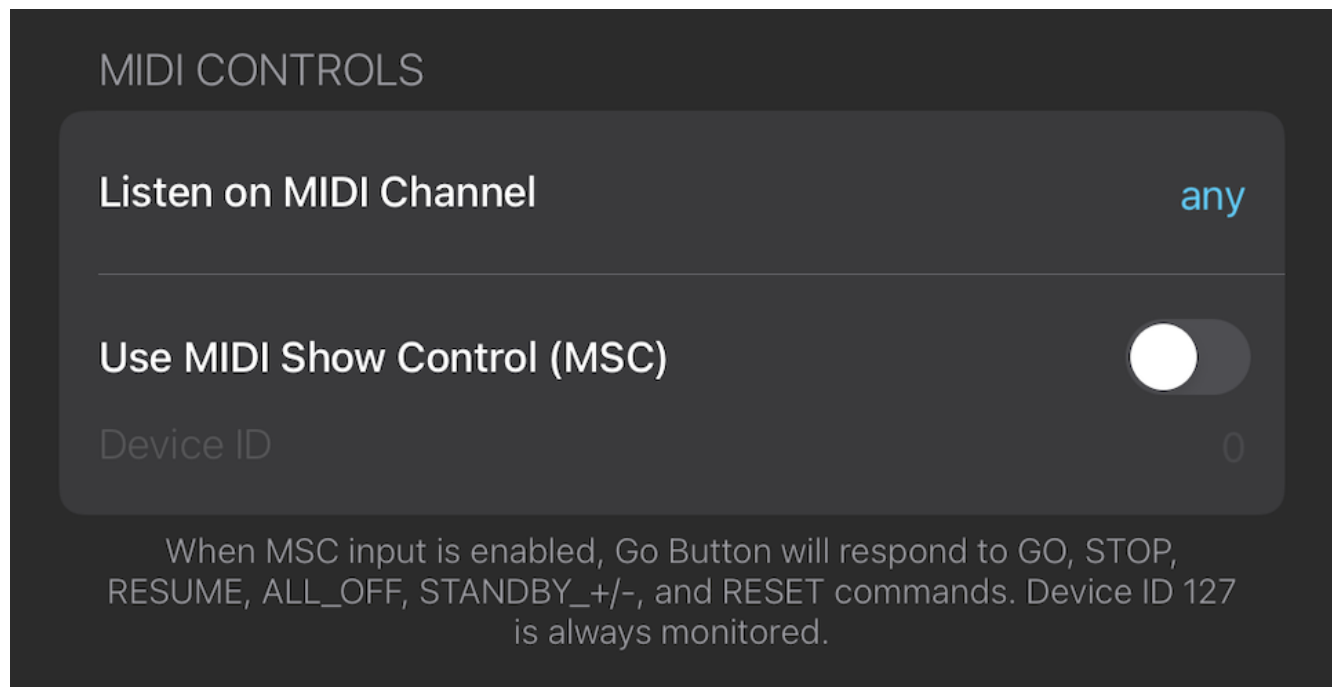 MIDI CONTROLS
Listen on MIDI Channel any
Use MIDI Show Control (MSC)
Device ID 0
When MSC input is enabled, Go Button will respond to GO, STOP,
RESUME, ALL_OFF, STANDBY_+/-, and RESET commands. Device ID 127
is always monitored.